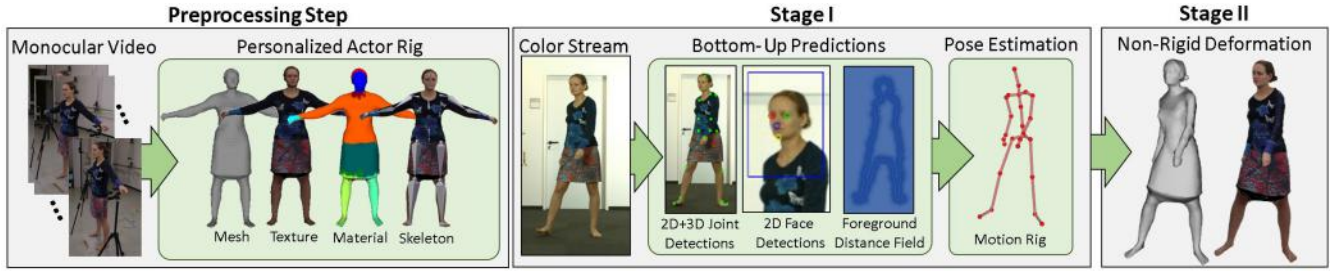 Preprocessing Step
Monocular Video
Personalized Actor Rig
Mesh
Texture
Material
Skeleton
Stage I
Color Stream
Bottom-Up Predictions
Pose Estimation
2D+3D Joint
Detections
2D Face
Detections
Foreground
Distance Field
Motion Rig
Stage II
Non-Rigid Deformation